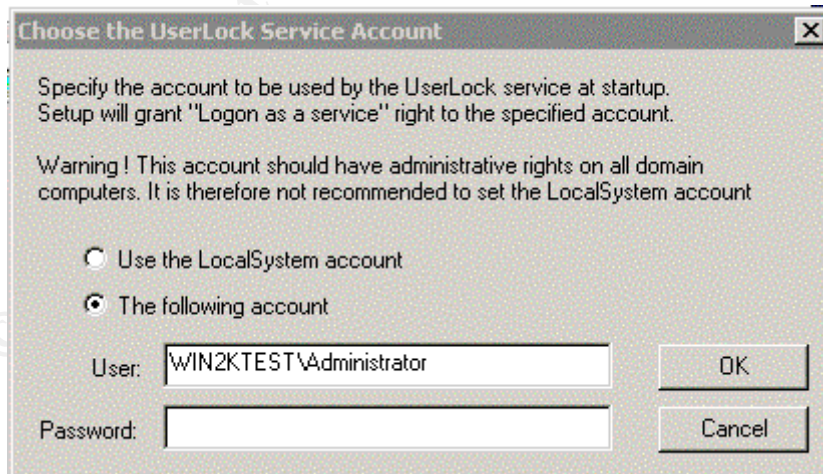 Choose the UserLock Service Account
Specify the account to be used by the UserLock service at startup.
Setup will grant "Logon as a service" right to the specified account.
Warning ! This account should have administrative rights on all domain
computers. It is therefore not recommended to set the LocalSystem account
Use the LocalSystem account
The following account
User: WIN2KTEST\Administrator OK
Password: Cancel